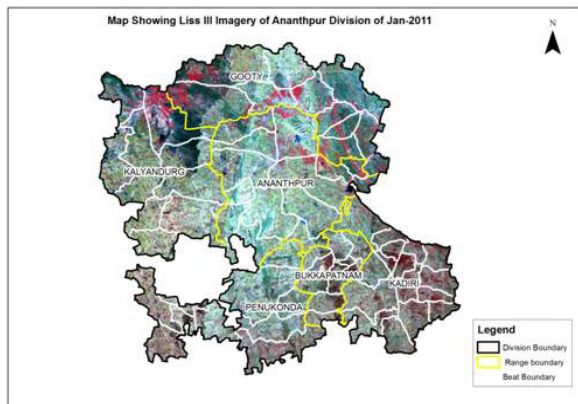 Map Showing Liss III Imagery of Ananthpur Division of Jan-2011
N
GOOTY
KALYANDURG
ANANTHPUR
BUKKAPATNAM
KADIRI
PENUKONDA
Legend
Division Boundary
Range boundary
Beat Boundary